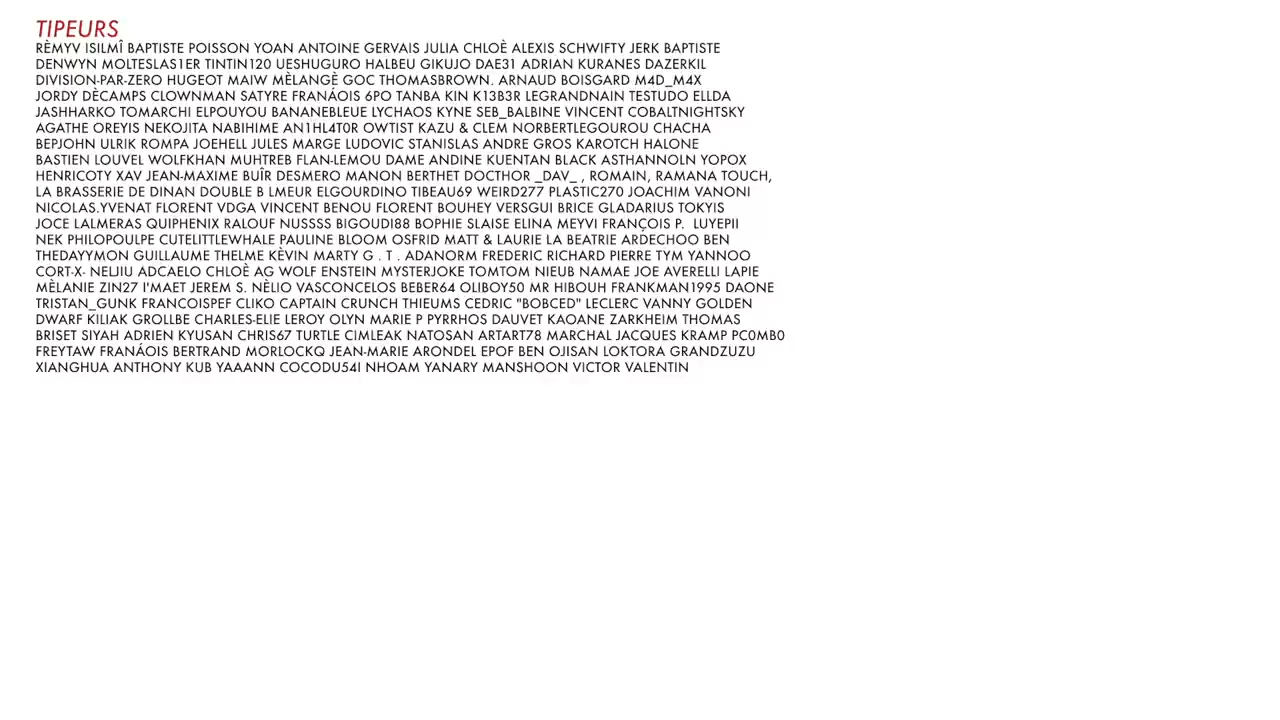 TIPEURS
RÈMYV ISILMÎ BAPTISTE POISSON YOAN ANTOINE GERVAIS JULIA CHLOÈ ALEXIS SCHWIFTY JERK BAPTISTE
DENWYN MOLTESLAS1ER TINTIN120 UESHUGURO HALBEU GIKUJO DAE31 ADRIAN KURANES DAZERKIL
DIVISION-PAR-ZERO HUGEOT MAIW MÈLANGÈ GOC THOMASBROWN. ARNAUD BOISGARD M4D_M4X
JORDY DÈCAMPS CLOWNMAN SATYRE FRANÁOIS 6PO TANBA KIN K13B3R LEGRANDNAIN TESTUDO ELLDA
JASHHARKO TOMARCHI ELPOUYOU BANANEBLEUE LYCHAOS KYNE SEB_BALBINE VINCENT COBALTNIGHTSKY
AGATHE OREYIS NEKOJITA NABIHIME AN1HL4T0R OWTIST KAZU & CLEM NORBERTLEGOUROU CHACHA
BEPJOHN ULRIK ROMPA JOEHELL JULES MARGE LUDOVIC STANISLAS ANDRE GROS KAROTCH HALONE
BASTIEN LOUVEL WOLFKHAN MUHTREB FLAN-LEMOU DAME ANDINE KUENTAN BLACK ASTHANNOLN YOPOX
HENRICOTY XAV JEAN-MAXIME BUÎR DESMERO MANON BERTHET DOCTHOR _DAV_ , ROMAIN, RAMANA TOUCH,
LA BRASSERIE DE DINAN DOUBLE B LMEUR ELGOURDINO TIBEAU69 WEIRD277 PLASTIC270 JOACHIM VANONI
NICOLAS.YVENAT FLORENT VDGA VINCENT BENOU FLORENT BOUHEY VERSGUI BRICE GLADARIUS TOKYIS
JOCE LALMERAS QUIPHENIX RALOUF NUSSSS BIGOUDI88 BOPHIE SLAISE ELINA MEYVI FRANÇOIS P.  LUYEPII
NEK PHILOPOULPE CUTELITTLEWHALE PAULINE BLOOM OSFRID MATT & LAURIE LA BEATRIE ARDECHOO BEN
THEDAYYMON GUILLAUME THELME KÈVIN MARTY G . T . ADANORM FREDERIC RICHARD PIERRE TYM YANNOO
CORT-X- NELJIU ADCAELO CHLOÈ AG WOLF ENSTEIN MYSTERJOKE TOMTOM NIEUB NAMAE JOE AVERELLI LAPIE
MÈLANIE ZIN27 I'MAET JEREM S. NÈLIO VASCONCELOS BEBER64 OLIBOY50 MR HIBOUH FRANKMAN1995 DAONE
TRISTAN_GUNK FRANCOISPEF CLIKO CAPTAIN CRUNCH THIEUMS CEDRIC "BOBCED" LECLERC VANNY GOLDEN
DWARF KILIAK GROLLBE CHARLES-ELIE LEROY OLYN MARIE P PYRRHOS DAUVET KAOANE ZARKHEIM THOMAS
BRISET SIYAH ADRIEN KYUSAN CHRIS67 TURTLE CIMLEAK NATOSAN ARTART78 MARCHAL JACQUES KRAMP PC0MB0
FREYTAW FRANÁOIS BERTRAND MORLOCKQ JEAN-MARIE ARONDEL EPOF BEN OJISAN LOKTORA GRANDZUZU
XIANGHUA ANTHONY KUB YAAANN COCODU54I NHOAM YANARY MANSHOON VICTOR VALENTIN